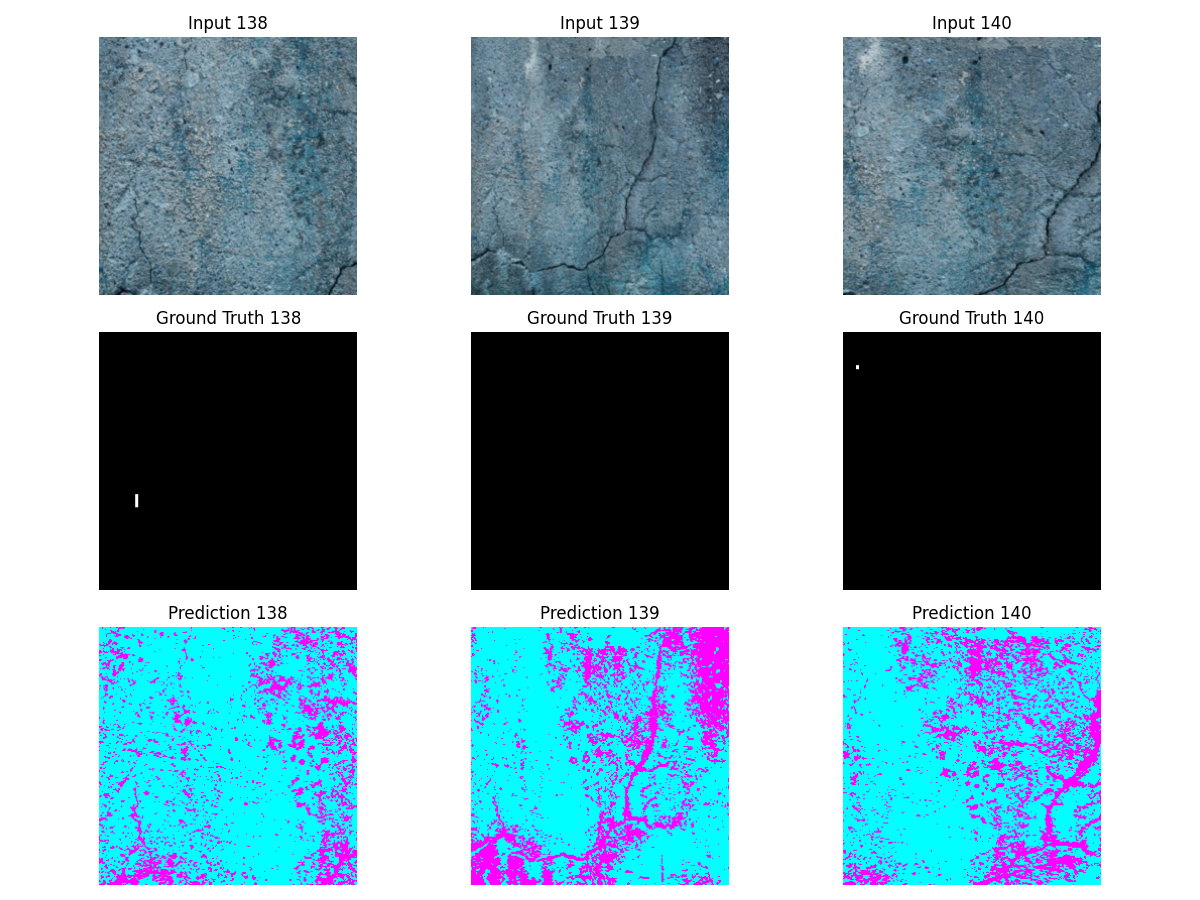 Input 138
Input 139
Input 140
Ground Truth 138
Ground Truth 139
Ground Truth 140
Prediction 138
Prediction 139
Prediction 140